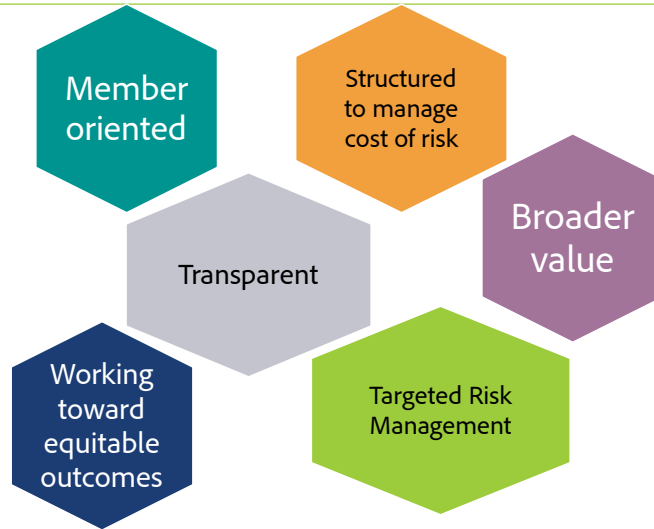 Member
oriented
Structured
to manage
cost of risk
Broader
value
Transparent
Targeted Risk
Management
Working
toward
equitable
outcomes